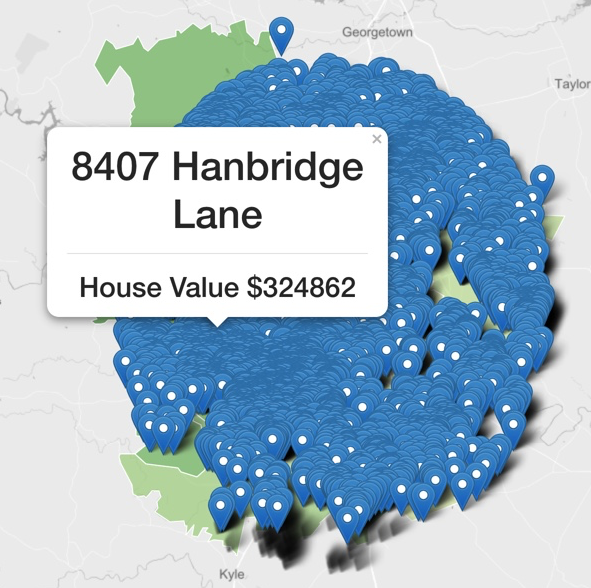 Georgetown
Taylor
×
8407 Hanbridge
Lane
House Value $324862
Kyle